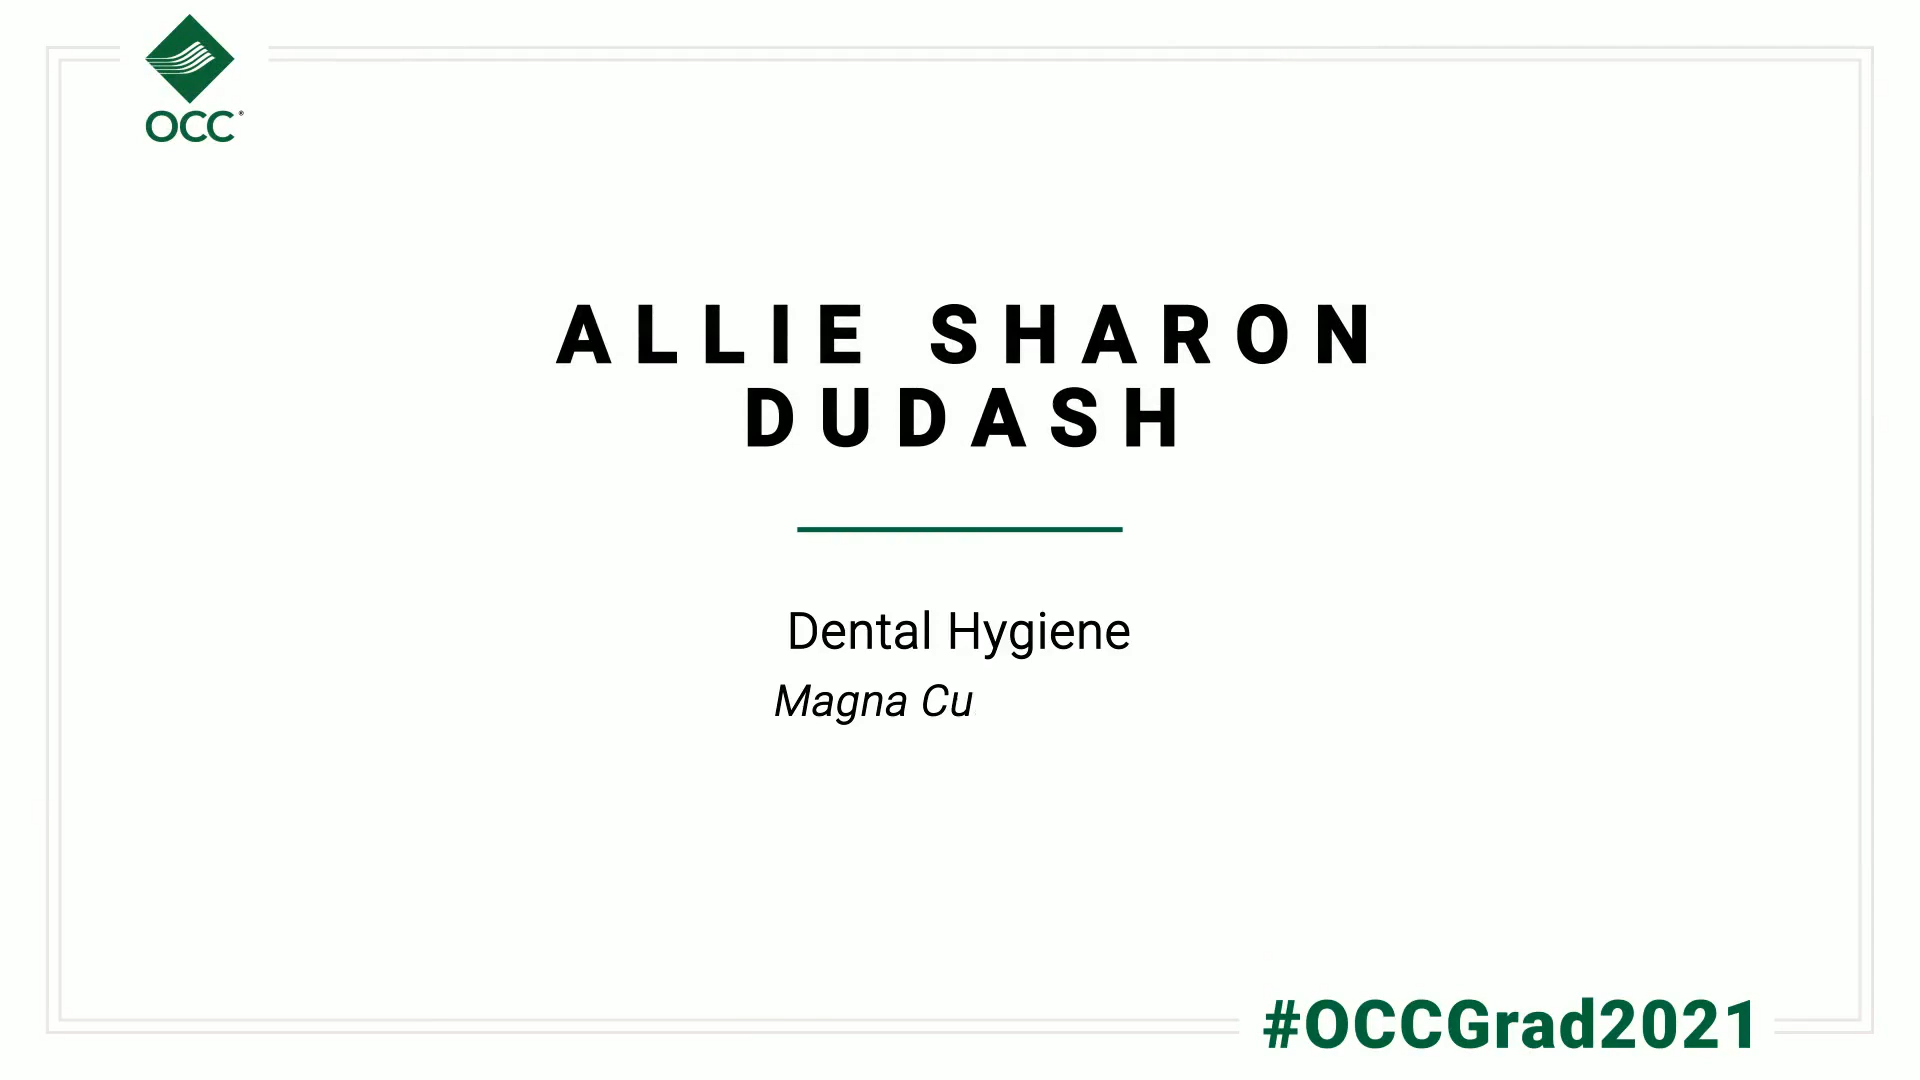 OCC®
ALLIE SHARON
DUDASH
Dental Hygiene
Magna Cu
#OCCGrad2021